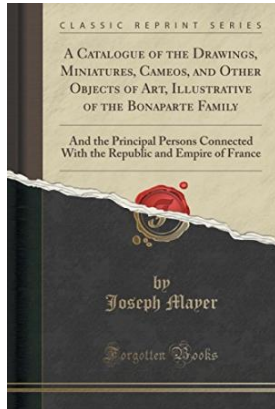 CLASSIC REPRINT SERIES
A Catalogue of the Drawings,
Miniatures, Cameos, and Other
Objects of Art, Illustrative
of the Bonaparte Family
And the Principal Persons Connected
With the Republic and Empire of France
by
Joseph Mayer
Forgotten Books